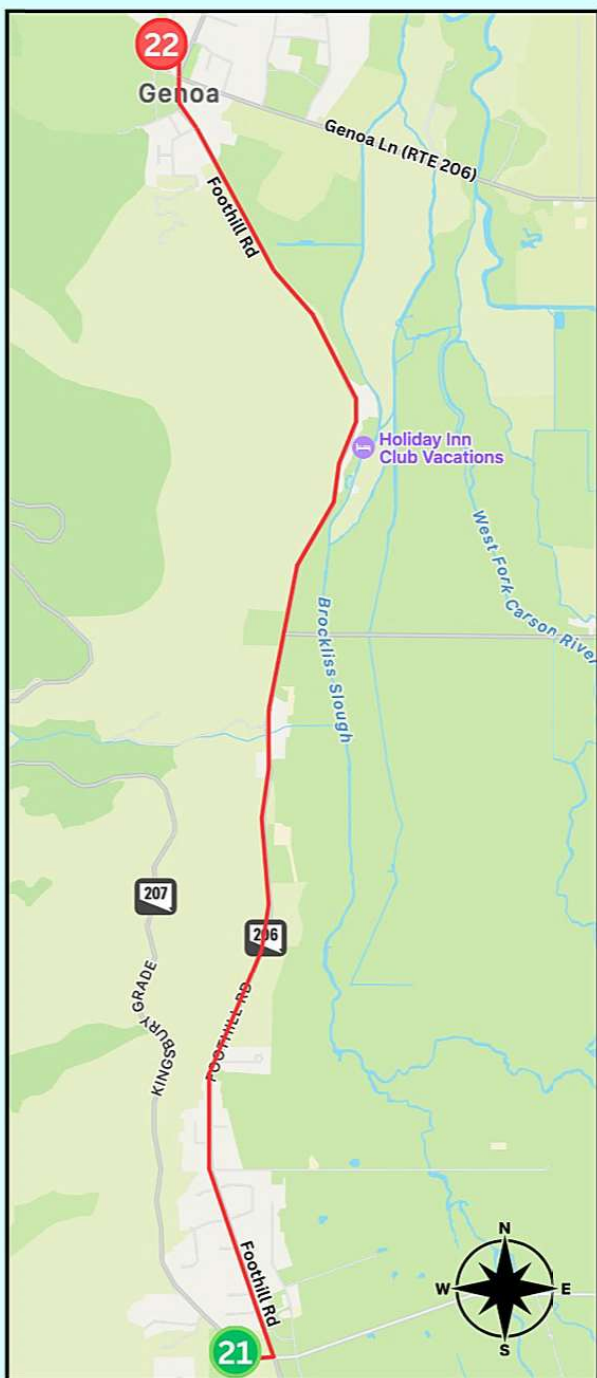 22
Genoa
Genoa Ln (RTE 206)
Foothill Rd
Holiday Inn
Club Vacations
West Fork Carson River
Brockliss Slough
207
206
KINGSBURY GRADE
FOOTHILL RD
N
W
E
S
Foothill Rd
21